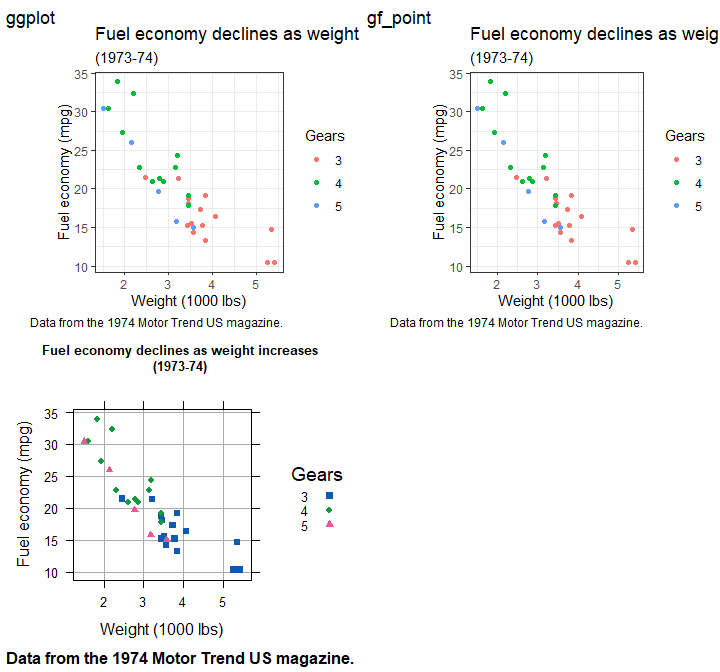 ggplot
Fuel economy declines as weight
(1973-74)
35
30
25
20
15
10
Fuel economy (mpg)
2 3 4 5
Weight (1000 lbs)
Gears
3
4
5
Data from the 1974 Motor Trend US magazine.
gf_point
Fuel economy declines as weig
(1973-74)
35
30
25
20
15
10
Fuel economy (mpg)
2 3 4 5
Weight (1000 lbs)
Gears
3
4
5
Data from the 1974 Motor Trend US magazine.
Fuel economy declines as weight increases
(1973-74)
35
30
25
20
15
10
Fuel economy (mpg)
2 3 4 5
Weight (1000 lbs)
Gears
3
4
5
Data from the 1974 Motor Trend US magazine.